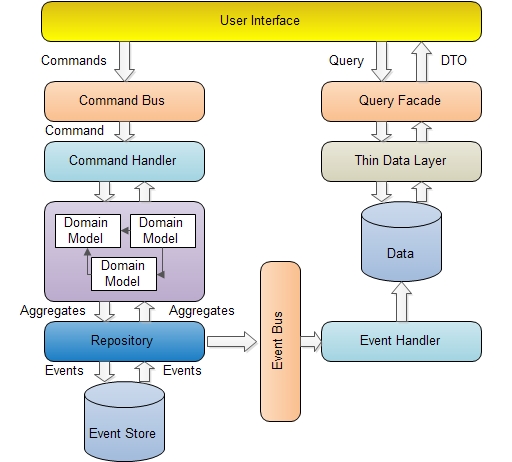 User Interface
Commands
Query
DTO
Command Bus
Query Facade
Command
Command Handler
Thin Data Layer
Domain
Model
Domain
Model
Domain
Model
Data
Aggregates
Aggregates
Repository
Event Bus
Event Handler
Events
Events
Event Store